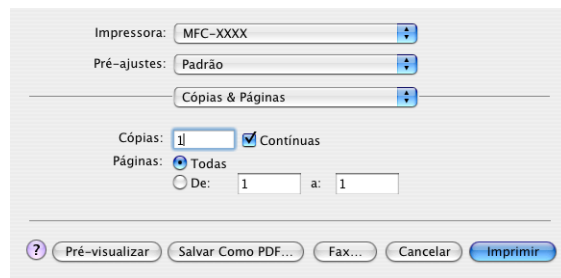 Impressora: MFC-XXXX
Pré-ajustes: Padrão
Cópias & Páginas
Cópias: 1 Contínuas
Páginas: Todas
De: 1 a: 1
? Pré-visualizar Salvar Como PDF... Fax... Cancelar Imprimir